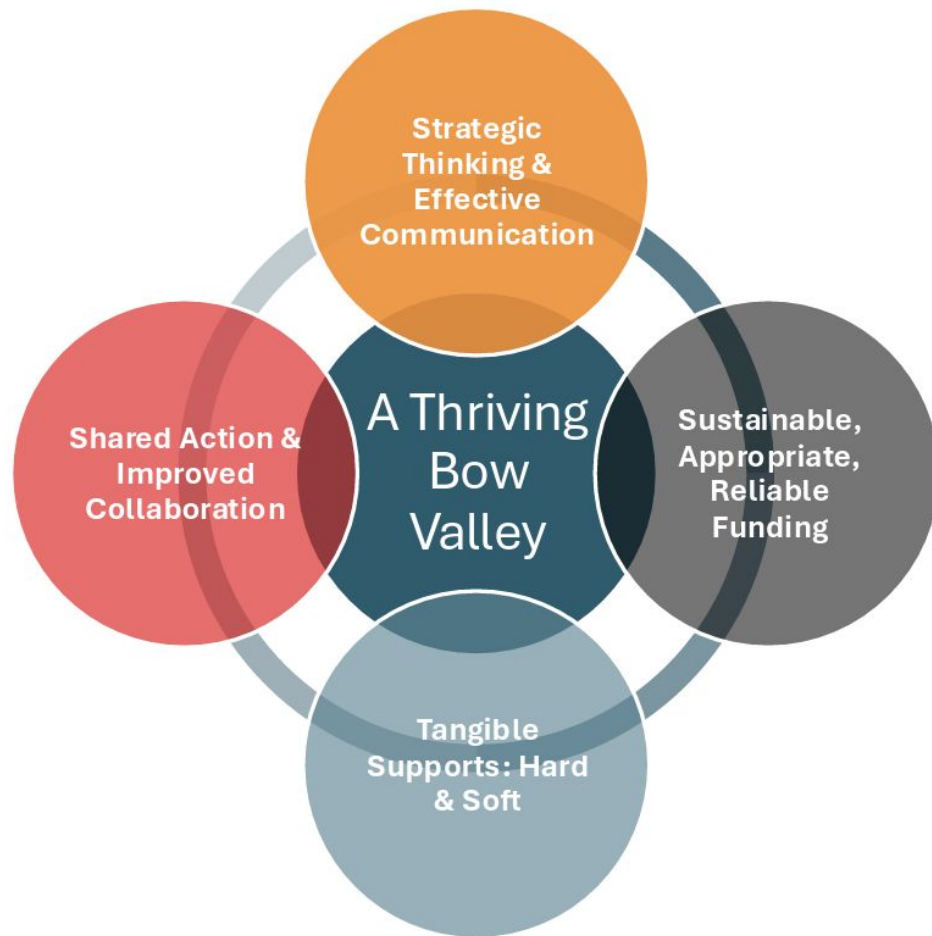 Strategic
Thinking &
Effective
Communication
Shared Action &
Improved
Collaboration
A Thriving
Bow
Valley
Sustainable,
Appropriate,
Reliable
Funding
Tangible
Supports: Hard
& Soft